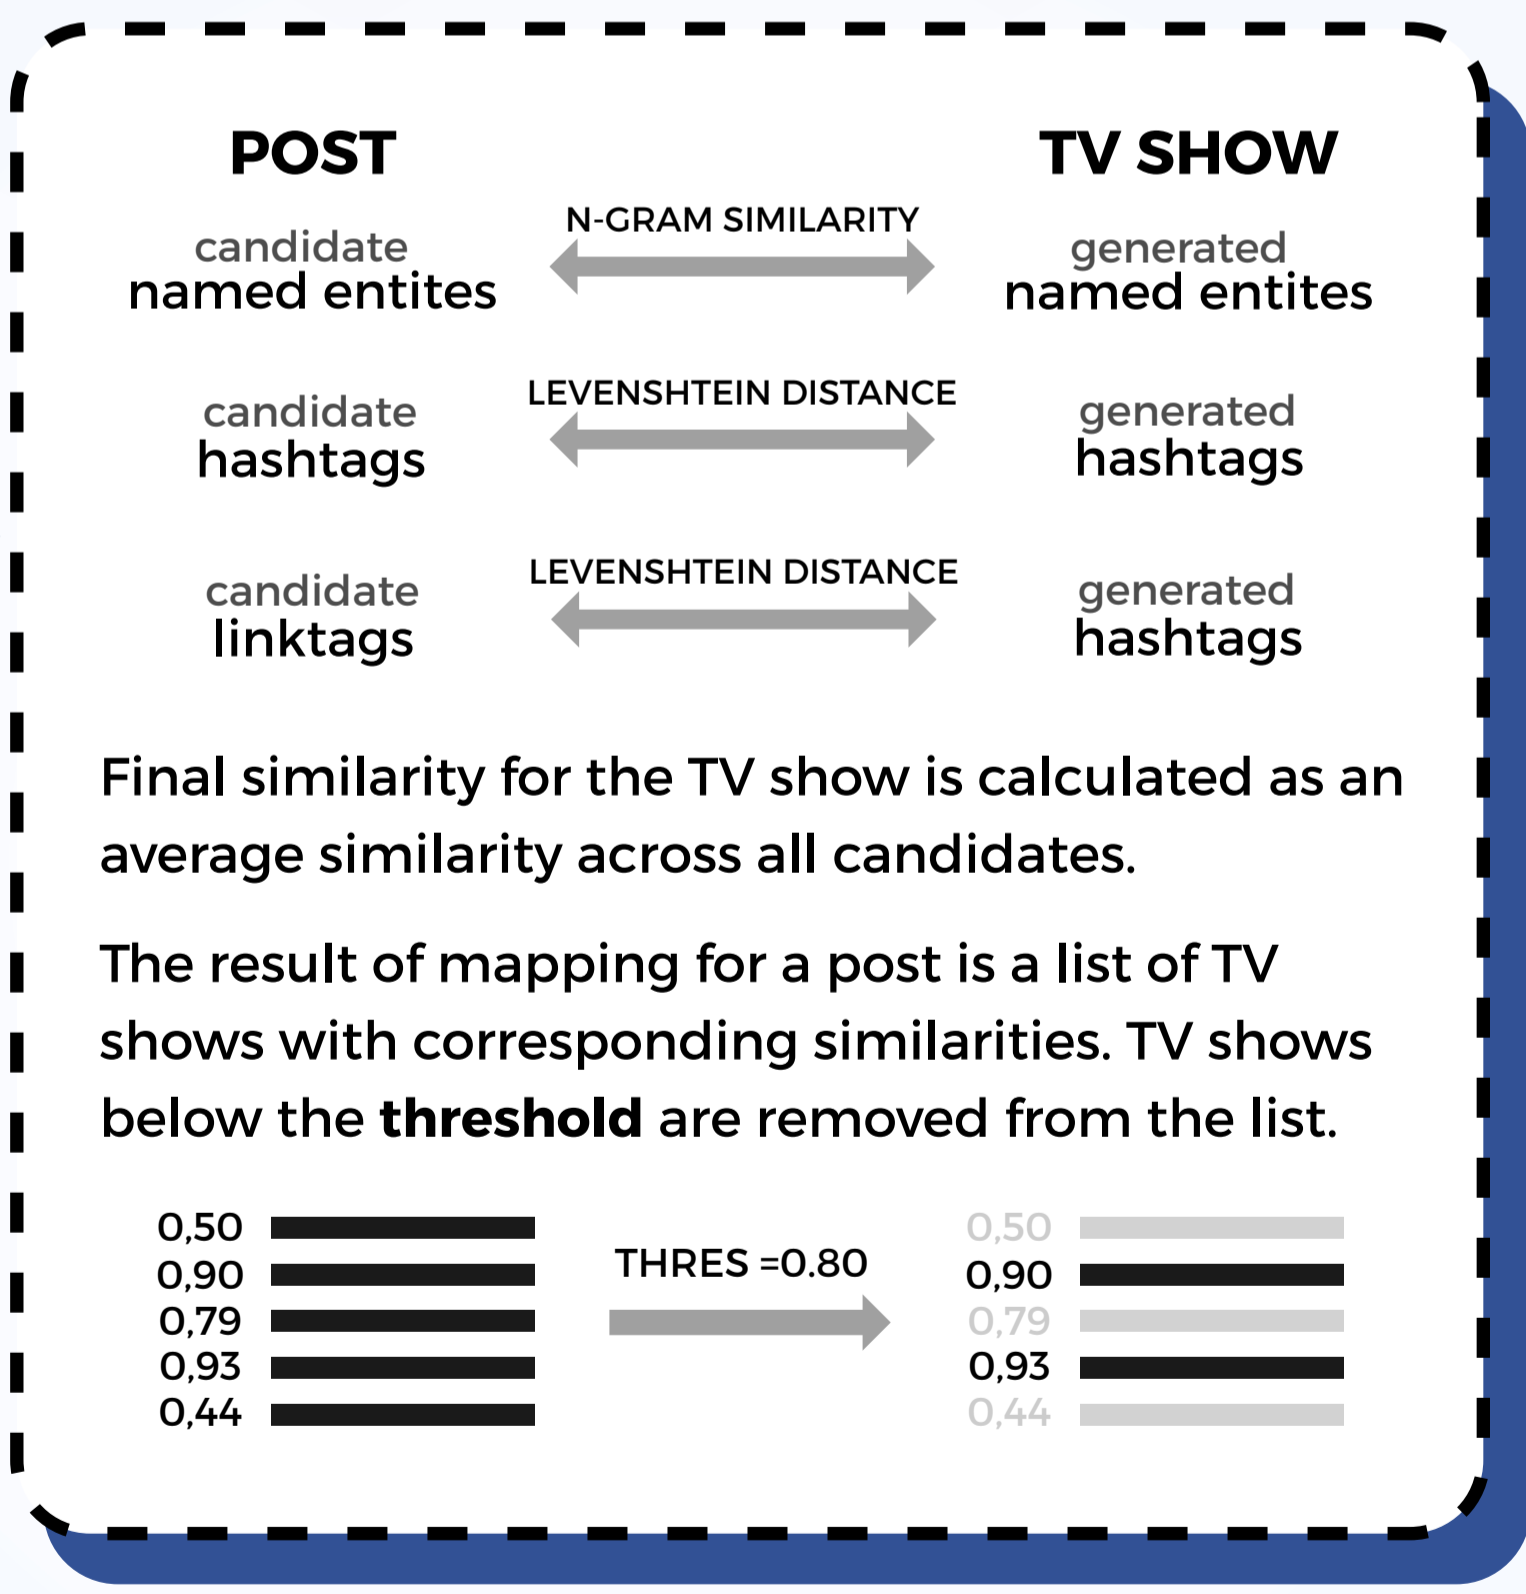 POST
TV SHOW
candidate
named entites
N-GRAM SIMILARITY
generated
named entites
candidate
hashtags
LEVENSHTEIN DISTANCE
generated
hashtags
candidate
linktags
LEVENSHTEIN DISTANCE
generated
hashtags
Final similarity for the TV show is calculated as an
average similarity across all candidates.
The result of mapping for a post is a list of TV
shows with corresponding similarities. TV shows
below the threshold are removed from the list.
0,50
0,90
0,79
0,93
0,44
THRES =0.80
0,50
0,90
0,79
0,93
0,44